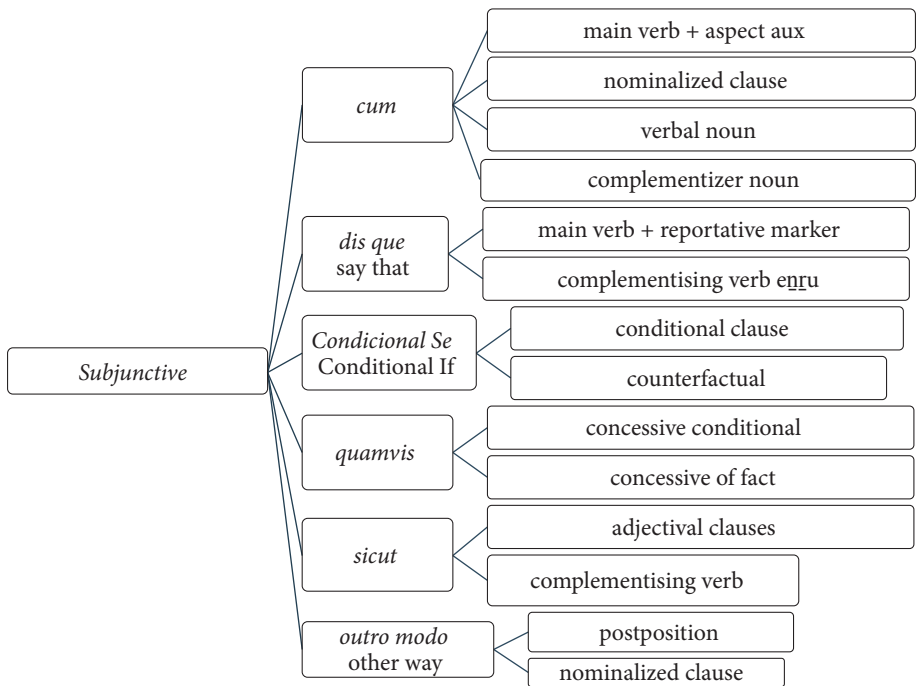 Subjunctive
cum
main verb + aspect aux
nominalized clause
verbal noun
complementizer noun
dis que
say that
main verb + reportative marker
complementising verb eṉṟu
Condicional Se
Conditional If
conditional clause
counterfactual
quamvis
concessive conditional
concessive of fact
sicut
adjectival clauses
complementising verb
outro modo
other way
postposition
nominalized clause